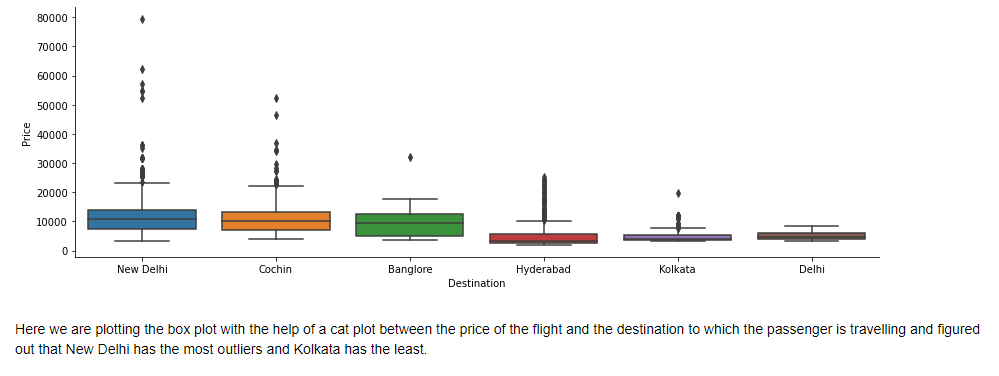 80000
70000
60000
50000
40000
30000
20000
10000
0
Price
New Delhi Cochin Banglore Hyderabad Kolkata Delhi
Destination
Here we are plotting the box plot with the help of a cat plot between the price of the flight and the destination to which the passenger is travelling and figured
out that New Delhi has the most outliers and Kolkata has the least.